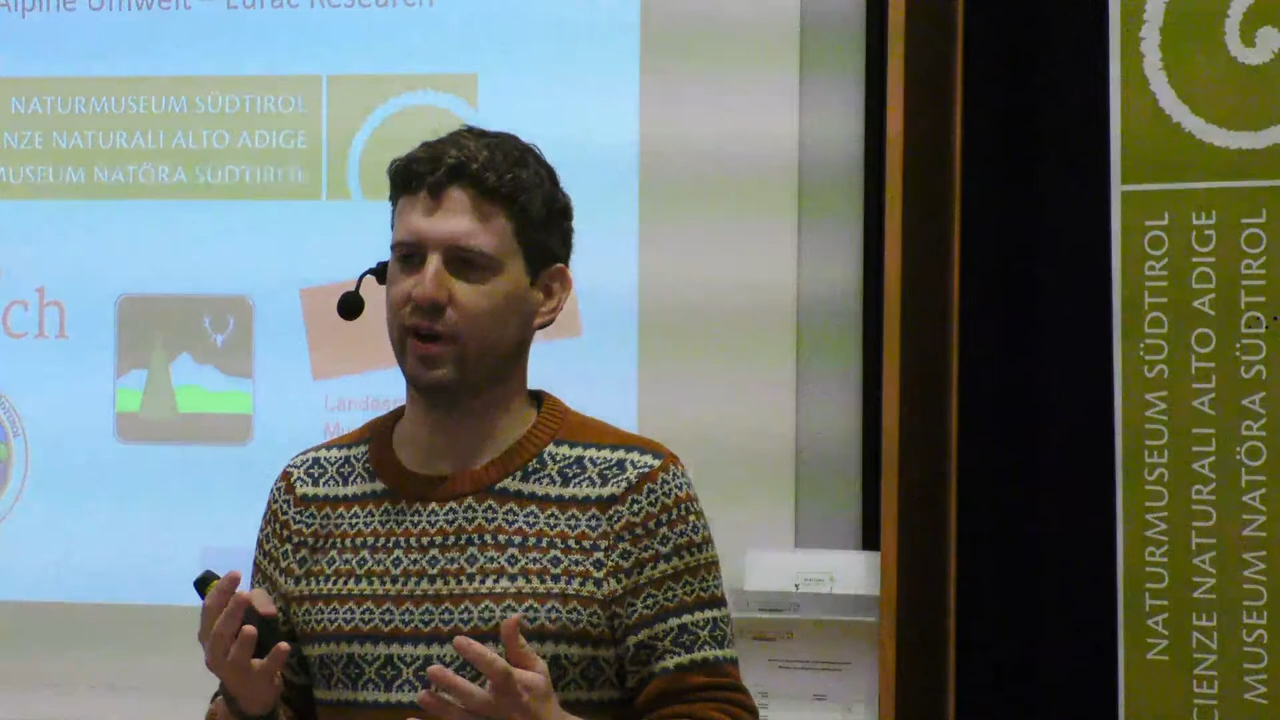 Alpine Umwelt – Eurac Research
NATURMUSEUM SÜDTIROL
NZE NATURALI ALTO ADIGE
MUSEUM NATÖRA SÜDTIROL
ch
NATURMUSEUM SÜDTIROL
CIENZE NATURALI ALTO ADIGE
MUSEUM NATÖRA SÜDTIROL